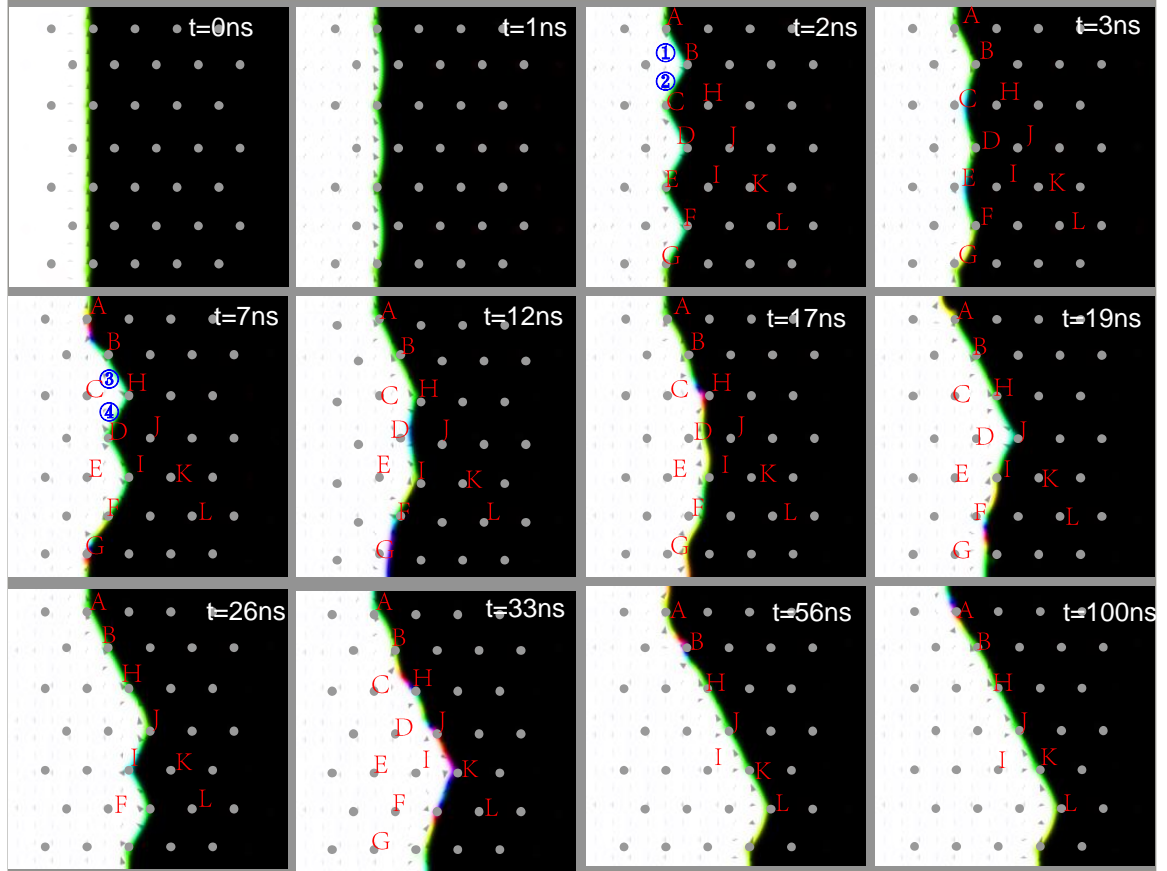 t=0ns
t=1ns
t=2ns
A
① B
②
C H
D J
E I K
F L
G
t=3ns
A
B
C H
D J
E I K
F L
G
t=7ns
A
B
③
C H
④
D J
E I K
F L
G
t=12ns
A
B
C H
D J
E I K
F L
G
t=17ns
A
B
C H
D J
E I K
F L
G
t=19ns
A
B
C H
D J
E I K
F L
G
t=26ns
A
B
H
J
I K
F L
t=33ns
A
B
C H
D J
E I K
F L
G
t=56ns
A
B
H
J
I K
L
t=100ns
A
B
H
J
I K
L